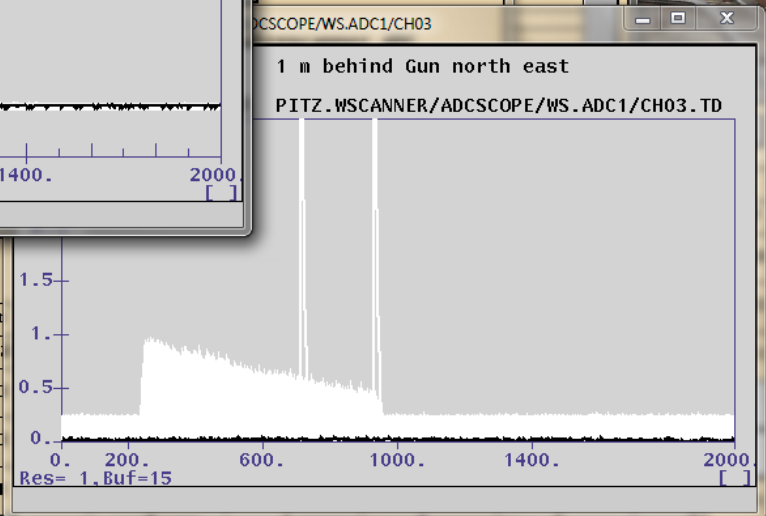 DCSCOPE/WS.ADC1/CH03
1 m behind Gun north east
PITZ.WSCANNER/ADCSCOPE/WS.ADC1/CH03.TD
1400. 2000.
[ ]
1.5
1.
0.5
0.
0. 200. 600. 1000. 1400. 2000.
Res= 1,Buf=15 [ ]